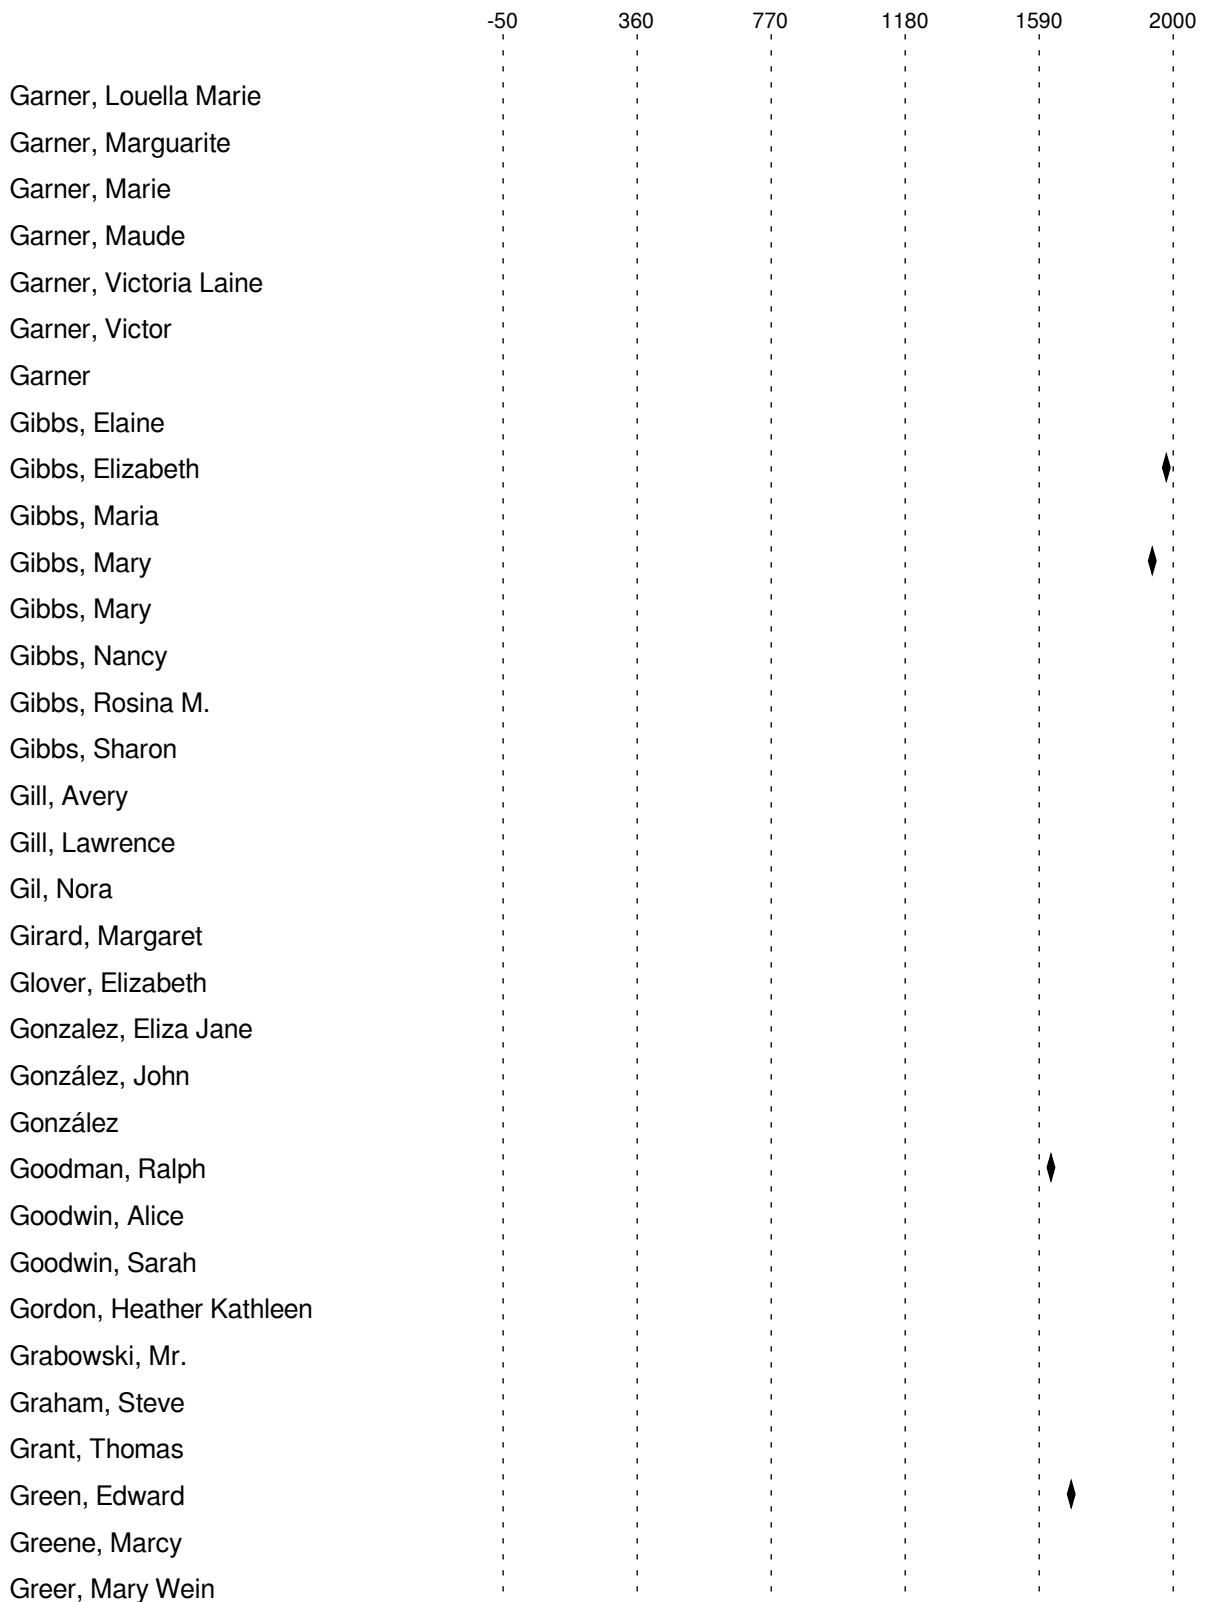 -50 360 770 1180 1590 2000
Garner, Louella Marie
Garner, Marguarite
Garner, Marie
Garner, Maude
Garner, Victoria Laine
Garner, Victor
Garner
Gibbs, Elaine
Gibbs, Elizabeth
Gibbs, Maria
Gibbs, Mary
Gibbs, Mary
Gibbs, Nancy
Gibbs, Rosina M.
Gibbs, Sharon
Gill, Avery
Gill, Lawrence
Gil, Nora
Girard, Margaret
Glover, Elizabeth
Gonzalez, Eliza Jane
González, John
González
Goodman, Ralph
Goodwin, Alice
Goodwin, Sarah
Gordon, Heather Kathleen
Grabowski, Mr.
Graham, Steve
Grant, Thomas
Green, Edward
Greene, Marcy
Greer, Mary Wein